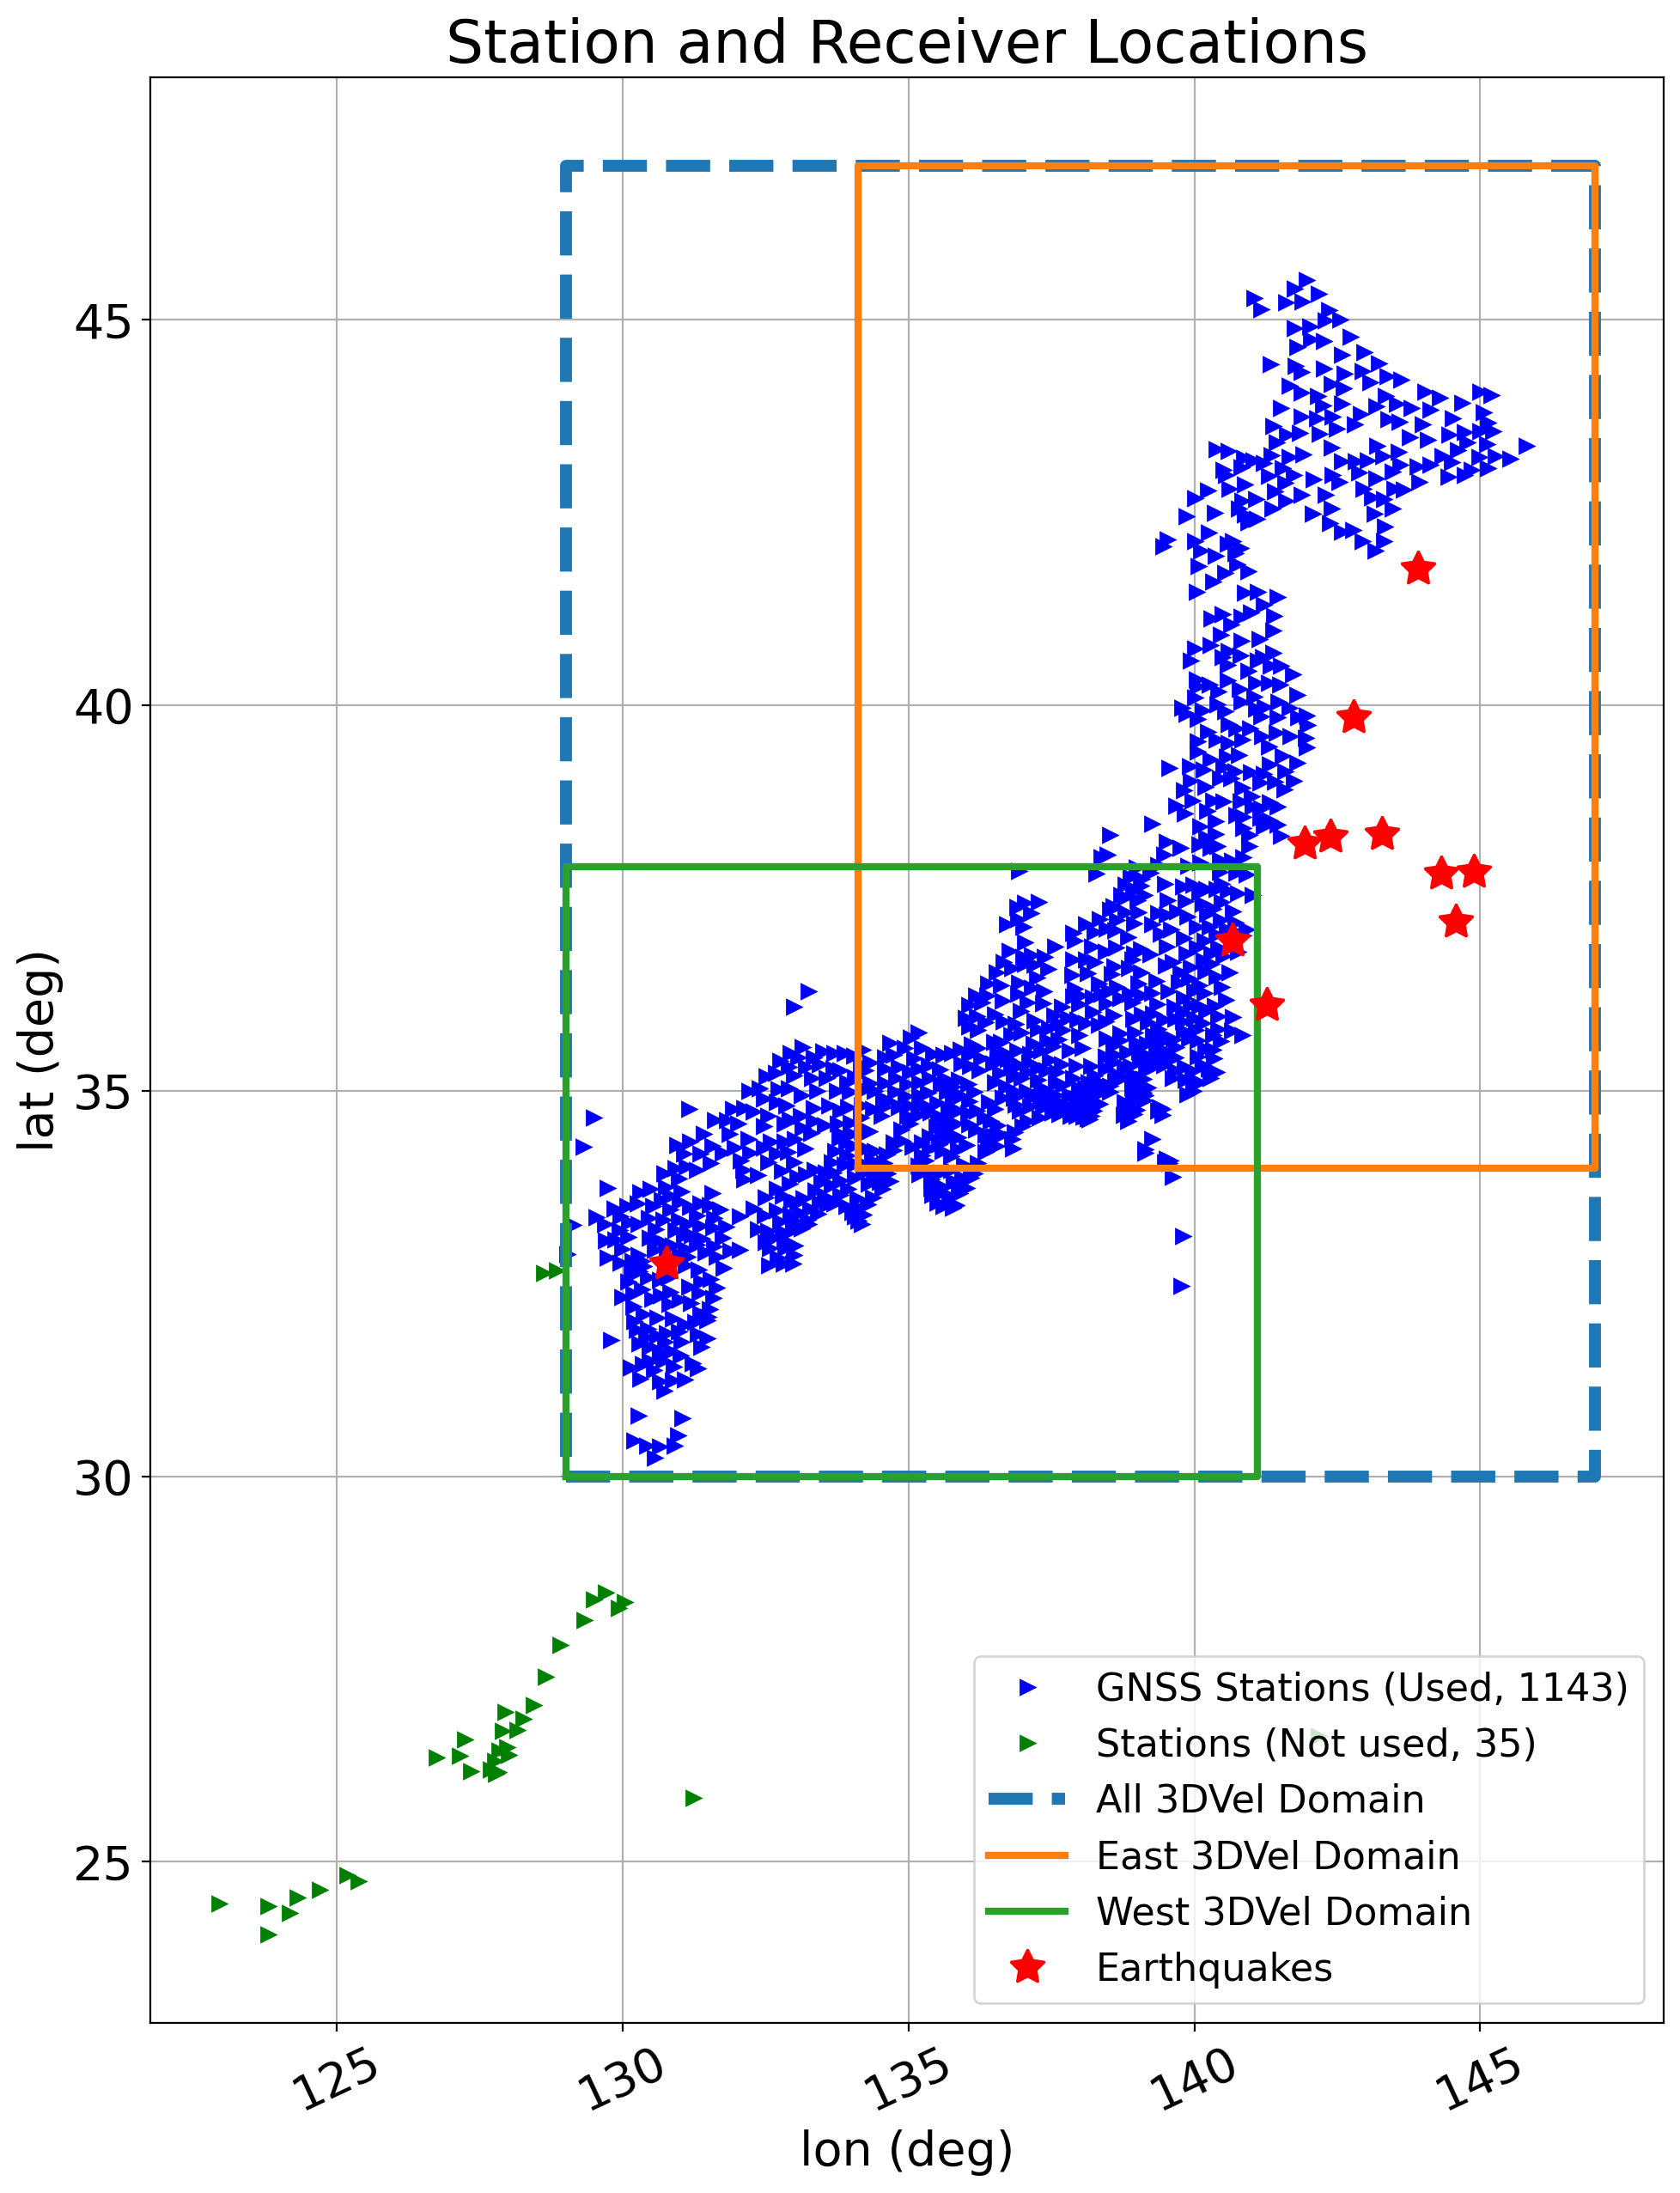 Station and Receiver Locations
lat (deg)
45
40
35
30
25
GNSS Stations (Used, 1143)
Stations (Not used, 35)
All 3DVel Domain
East 3DVel Domain
West 3DVel Domain
Earthquakes
125 130 135 140 145
lon (deg)